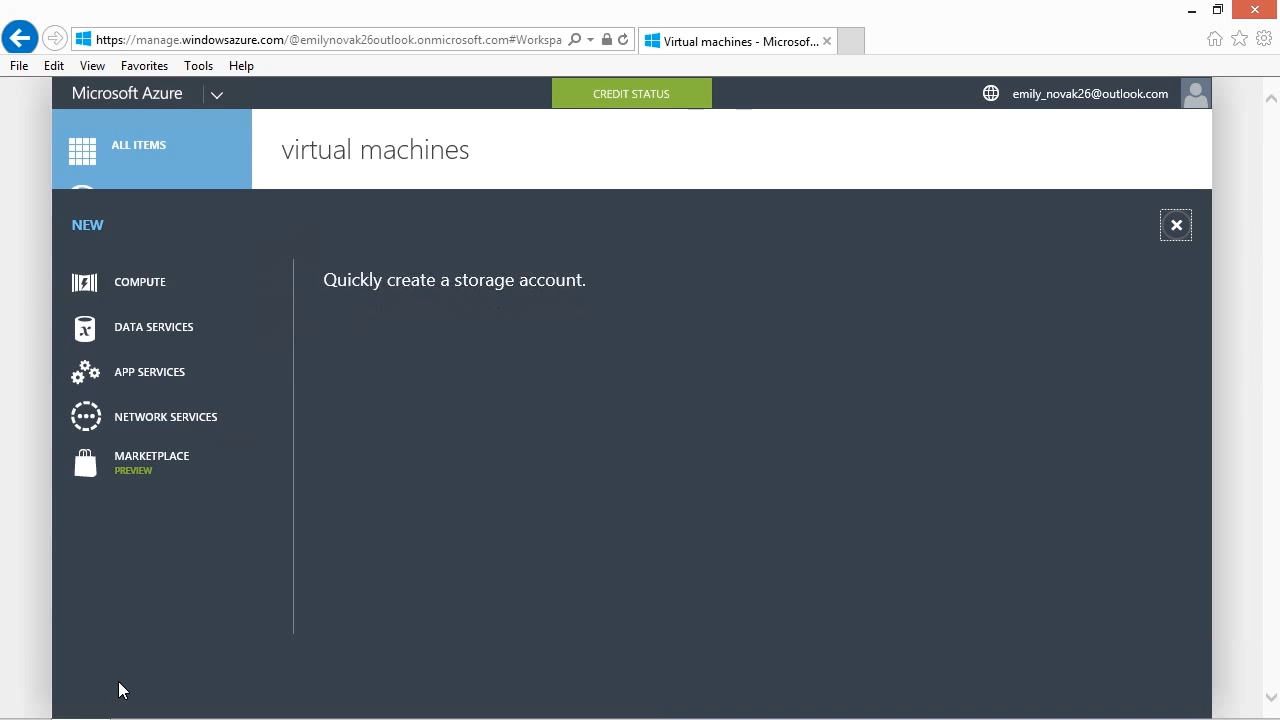 https://manage.windowsazure.com/@emilynovak26outlook.onmicrosoft.com#Workspa
Virtual machines - Microsof...
File Edit View Favorites Tools Help
Microsoft Azure
CREDIT STATUS
emily_novak26@outlook.com
ALL ITEMS
virtual machines
NEW
COMPUTE
DATA SERVICES
APP SERVICES
NETWORK SERVICES
MARKETPLACE
PREVIEW
Quickly create a storage account.